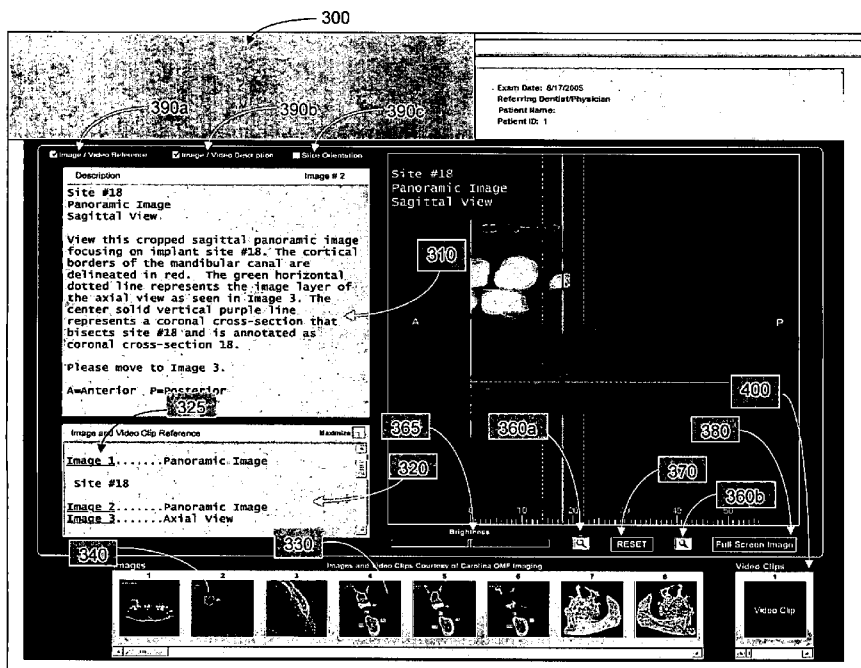 300
390a
390b
390c
Exam Date: 8/17/2005
Referring Dentist/Physician
Patient Name:
Patient ID: 1
Image / Video Reference
Image / Video Description
Slice Orientation
Description Image # 2
Site #18
Panoramic Image
Sagittal View
View this cropped sagittal panoramic image
focusing on implant site #18. The cortical
borders of the mandibular canal are
delineated in red. The green horizontal
dotted line represents the image layer of
the axial view as seen in Image 3. The
center solid vertical purple line
represents a coronal cross-section that
bisects site #18 and is annotated as
coronal cross-section 18.
Please move to Image 3.
A=Anterior P=Posterior
310
Site #18
Panoramic Image
Sagittal View
A
P
400
325
365
360a
380
Image and Video Clip Reference Maximize
Image 1.......Panoramic Image
Site #18
Image 2.......Panoramic Image
Image 3.......Axial View
320
370
360b
0 10 20 30 40 50
Brightness
RESET
Full Screen Image
340
330
Images
Images and Video Clips Courtesy of Carolina OMF Imaging
Video Clips
1 2 3 4 5 6 7 8
1
Video Clip